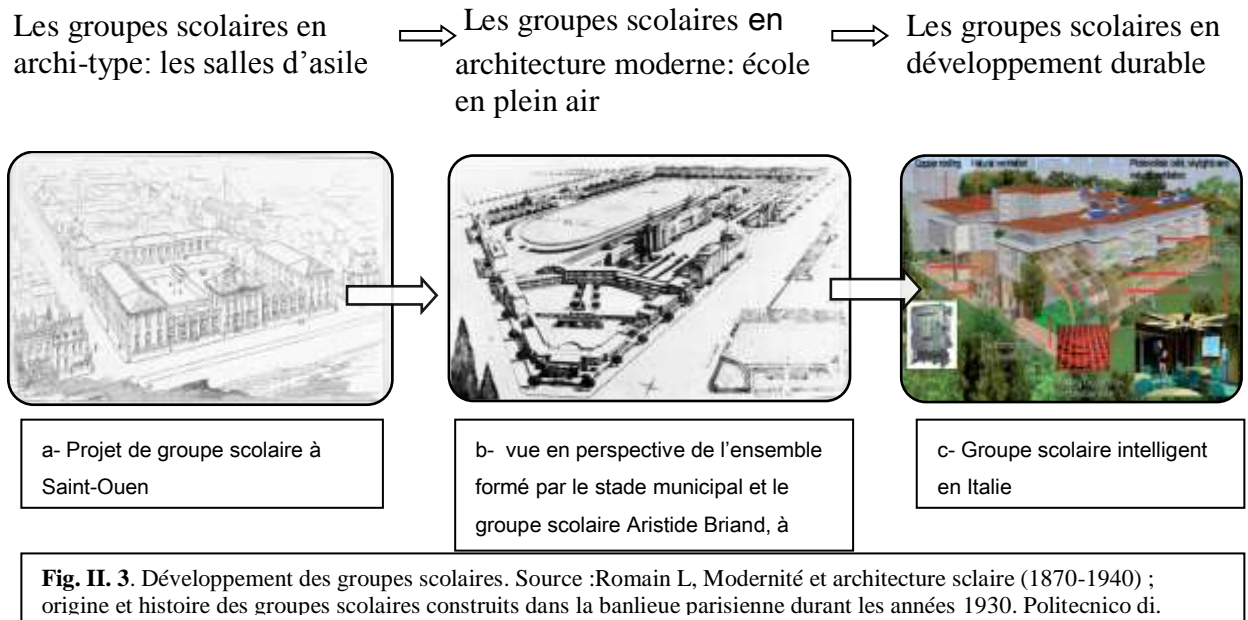 Les groupes scolaires en
archi-type: les salles d’asile
Les groupes scolaires en
architecture moderne: école
en plein air
Les groupes scolaires en
développement durable
Natural ventilation
a- Projet de groupe scolaire à
Saint-Ouen
b- vue en perspective de l’ensemble
formé par le stade municipal et le
groupe scolaire Aristide Briand, à
c- Groupe scolaire intelligent
en Italie
Fig. II. 3. Développement des groupes scolaires. Source :Romain L, Modernité et architecture sclaire (1870-1940) ;
origine et histoire des groupes scolaires construits dans la banlieue parisienne durant les années 1930. Politecnico di.